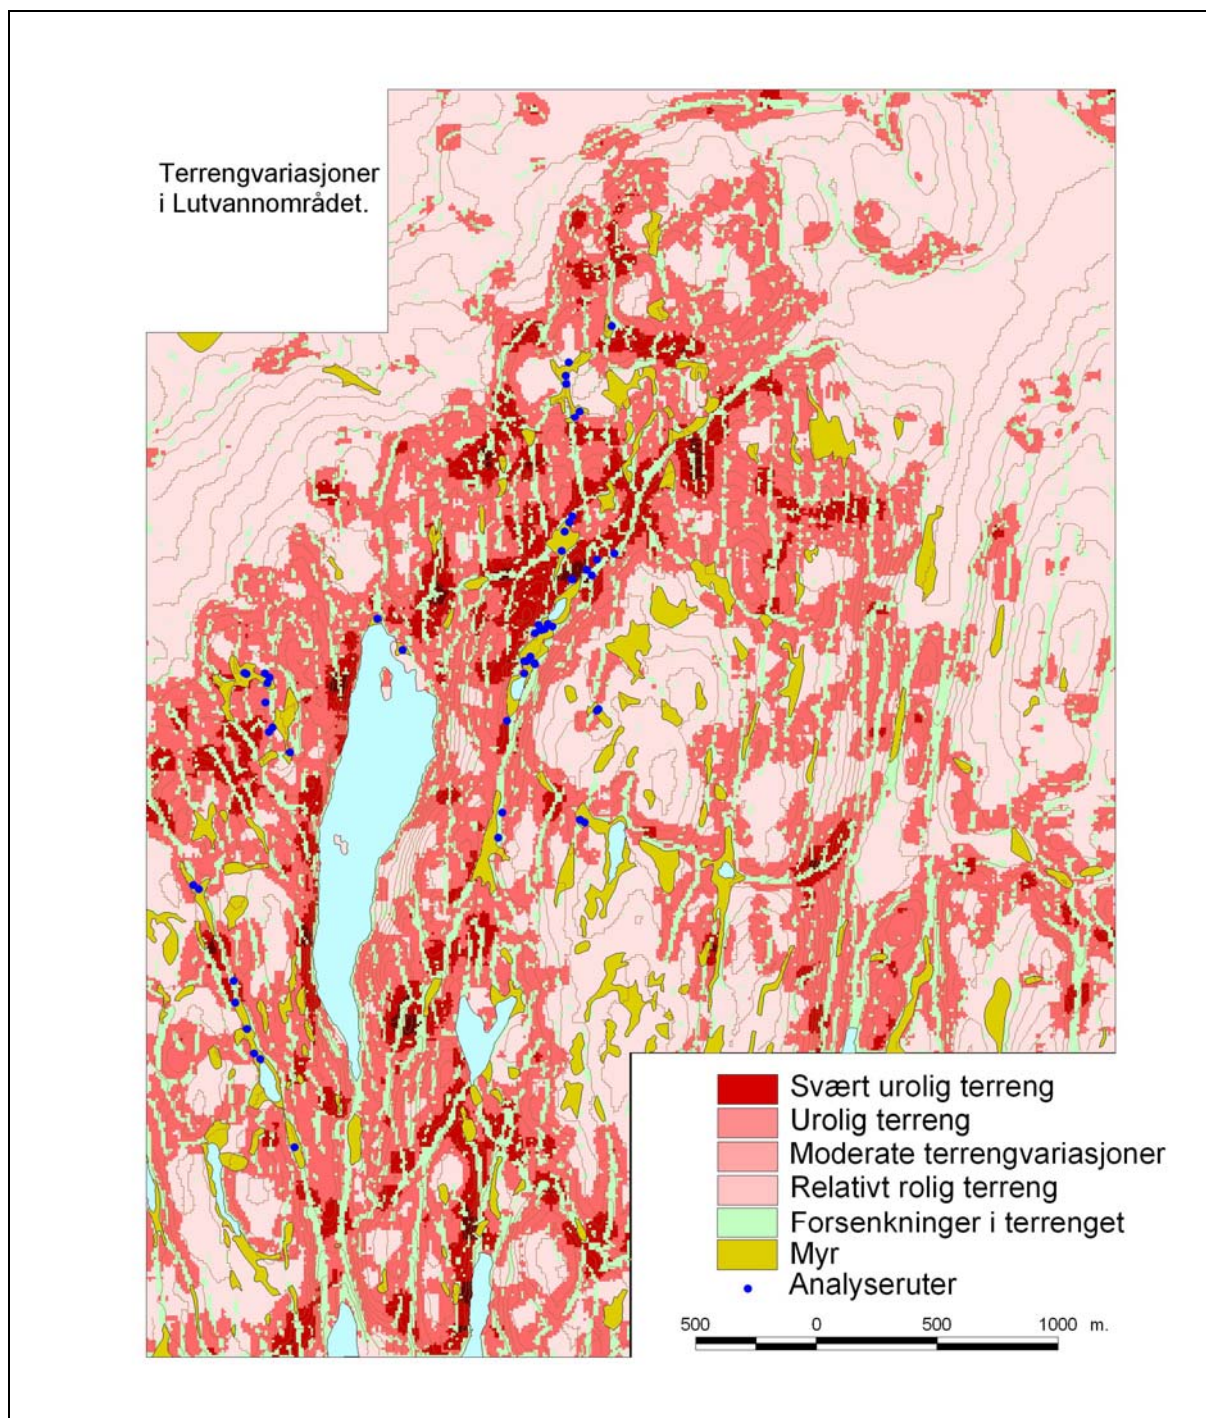 Terrengvariasjoner
i Lutvannområdet.
Svært urolig terreng
Urolig terreng
Moderate terrengvariasjoner
Relativt rolig terreng
Forsenkninger i terrenget
Myr
Analyseruter
500 0 500 1000 m.